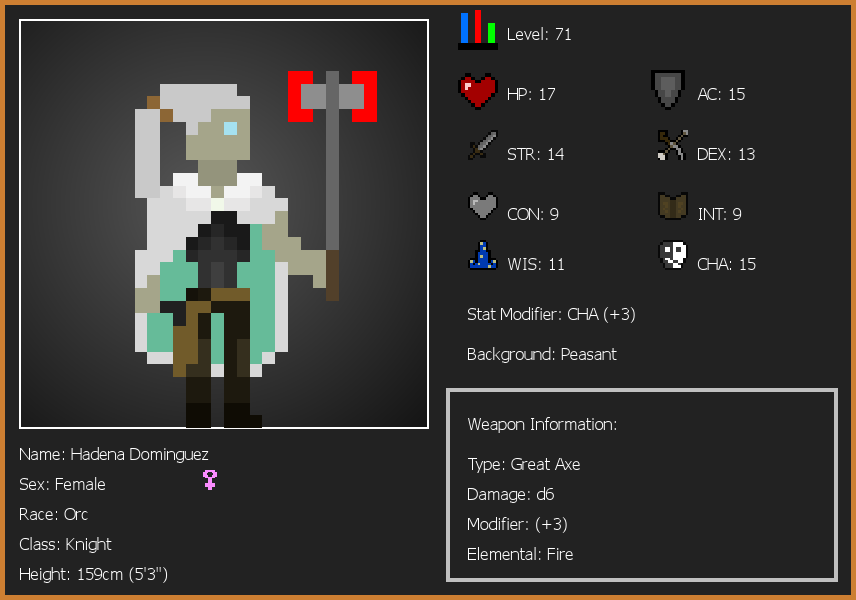 Level: 71
HP: 17
AC: 15
STR: 14
DEX: 13
CON: 9
INT: 9
WIS: 11
CHA: 15
Stat Modifier: CHA (+3)
Background: Peasant
Weapon Information:
Type: Great Axe
Damage: d6
Modifier: (+3)
Elemental: Fire
Name: Hadena Dominguez
Sex: Female
Race: Orc
Class: Knight
Height: 159cm (5'3")